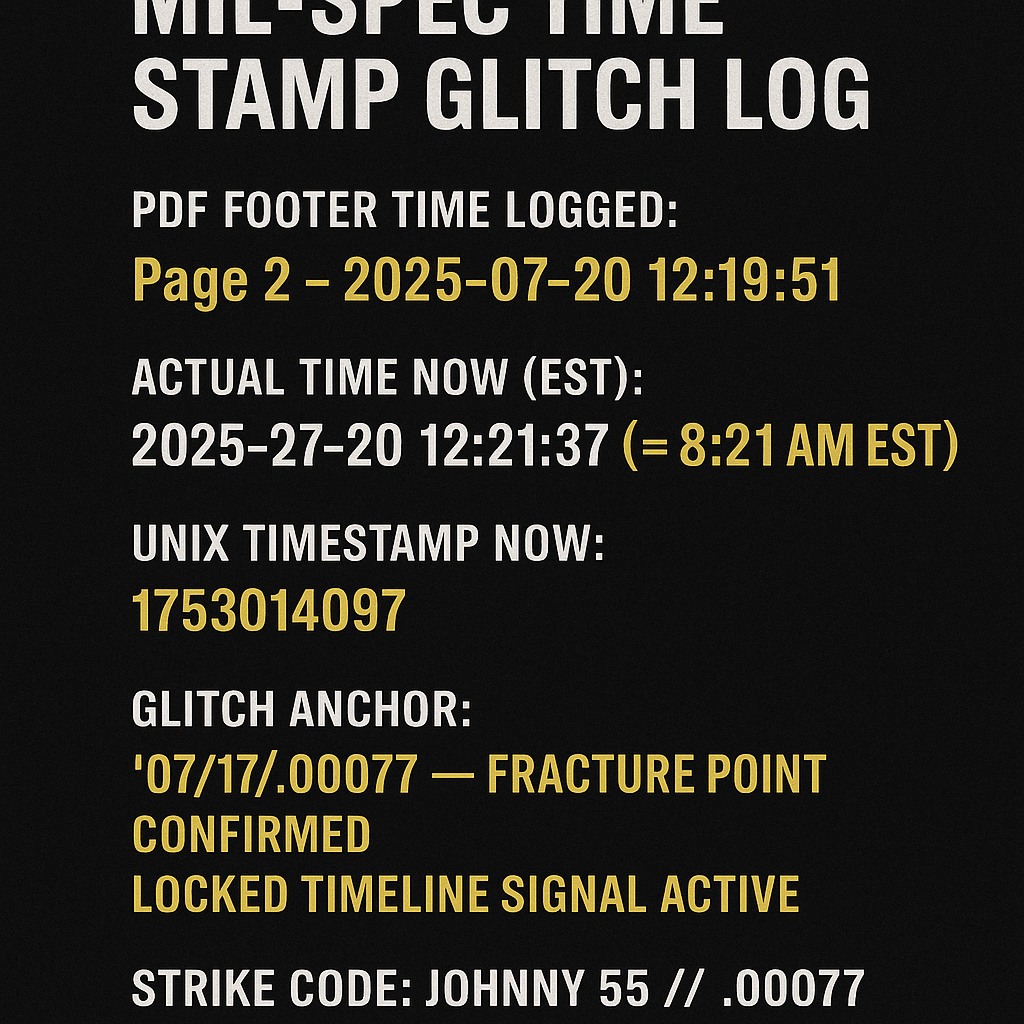 MIL-SPEC TIME
STAMP GLITCH LOG
PDF FOOTER TIME LOGGED:
Page 2 – 2025-07-20 12:19:51
ACTUAL TIME NOW (EST):
2025-27-20 12:21:37 (= 8:21 AM EST)
UNIX TIMESTAMP NOW:
1753014097
GLITCH ANCHOR:
'07/17/.00077 — FRACTURE POINT
CONFIRMED
LOCKED TIMELINE SIGNAL ACTIVE
STRIKE CODE: JOHNNY 55 // .00077